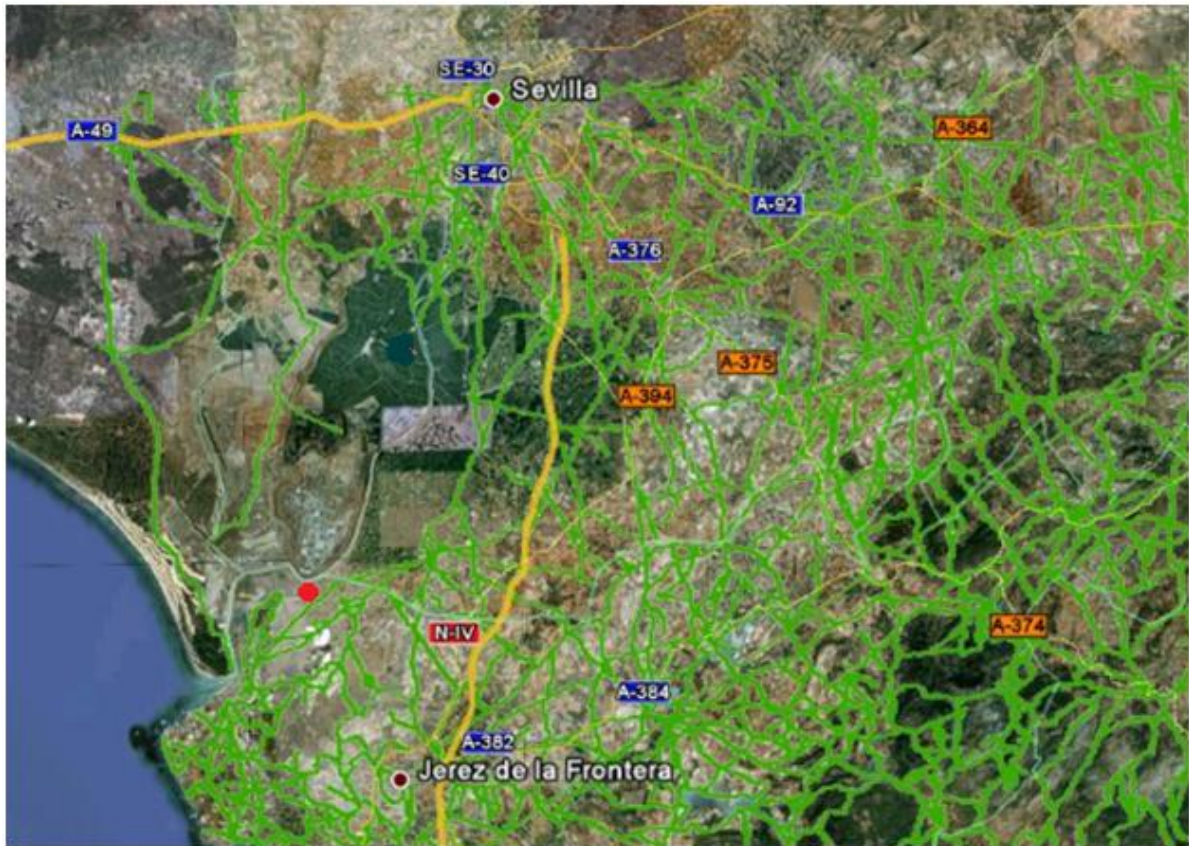 SE-30
Sevilla
A-49
A-364
SE-40
A-92
A-376
A-375
A-394
N-IV
A-374
A-384
A-382
Jerez de la Frontera